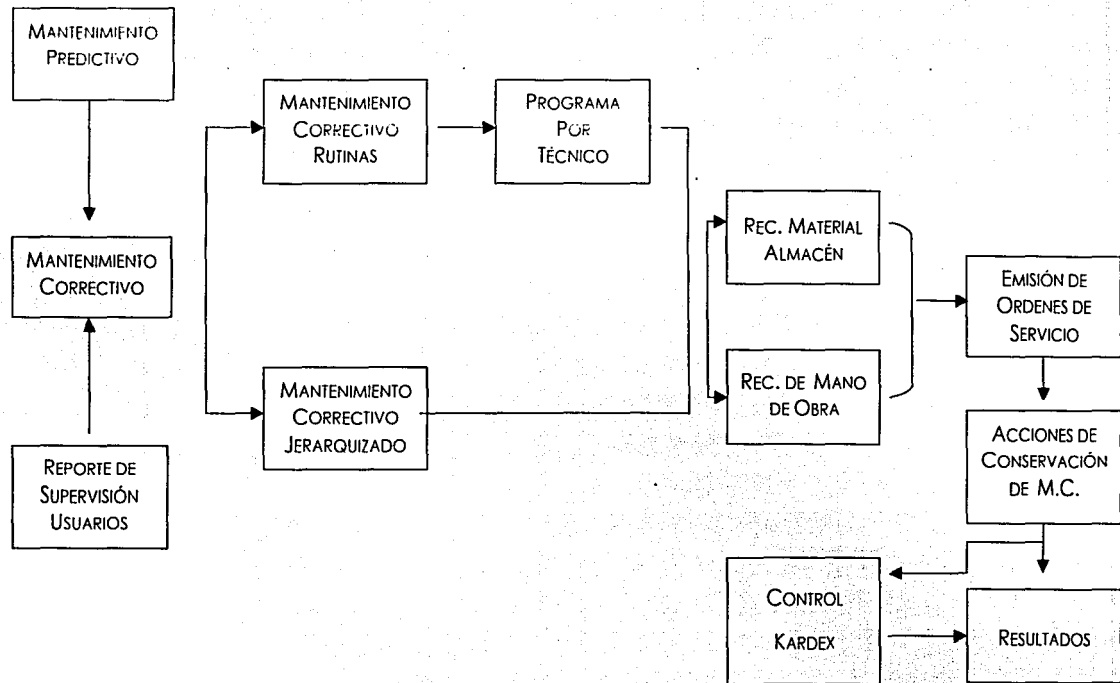 MANTENIMIENTO
PREDICTIVO
MANTENIMIENTO
CORRECTIVO
REPORTE DE
SUPERVISIÓN
USUARIOS
MANTENIMIENTO
CORRECTIVO
RUTINAS
PROGRAMA
POR
TÉCNICO
MANTENIMIENTO
CORRECTIVO
JERARQUIZADO
REC. MATERIAL
ALMACÉN
REC. DE MANO
DE OBRA
EMISIÓN DE
ORDENES DE
SERVICIO
ACCIONES DE
CONSERVACIÓN
DE M.C.
CONTROL
KARDEX
RESULTADOS